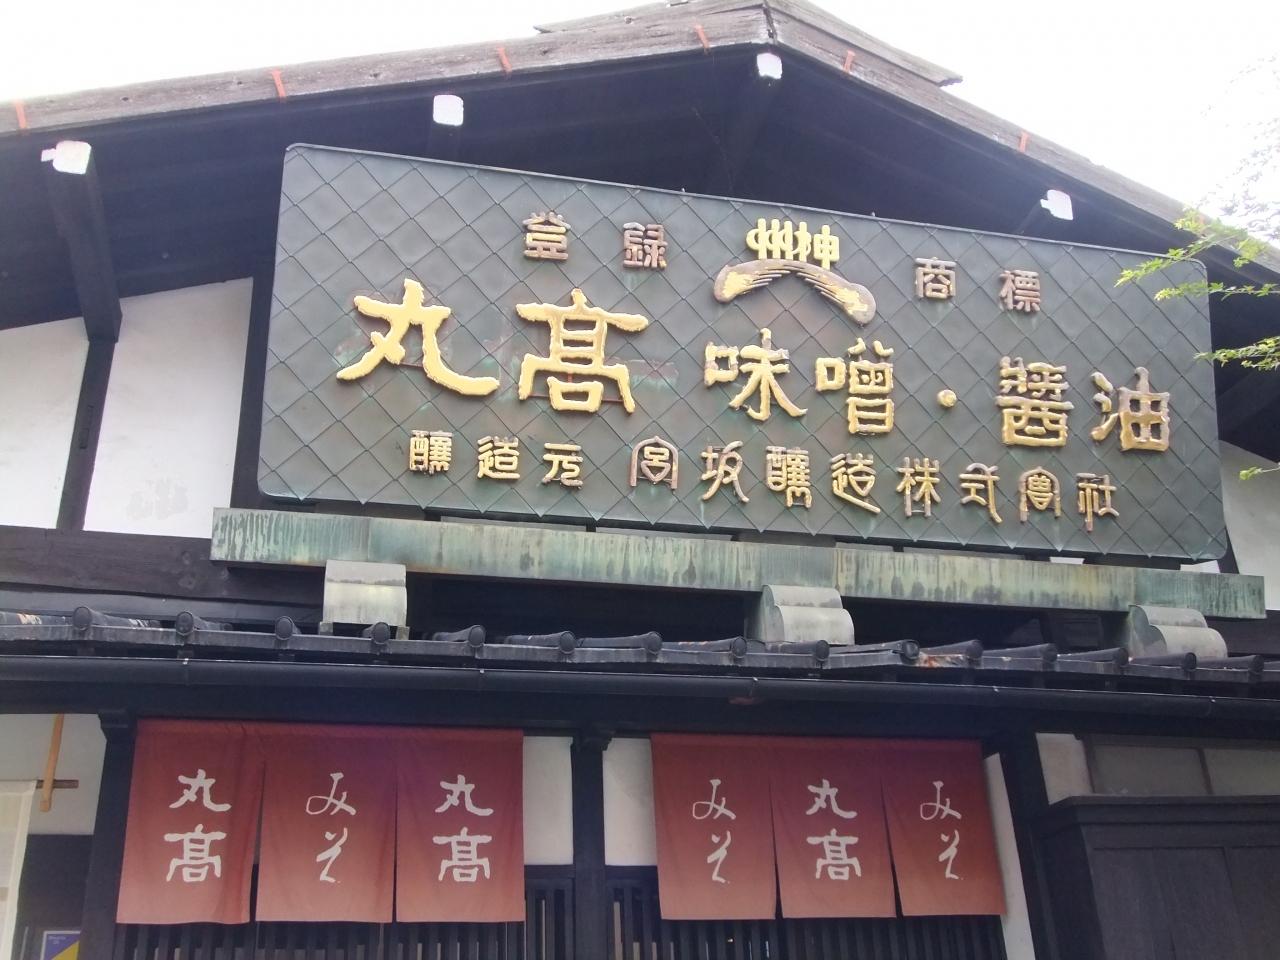 登録 商標
丸髙 味噌・醬油
釀造元 宮坂釀造株式會社
丸髙
みそ
丸髙
みそ
丸髙
みそ